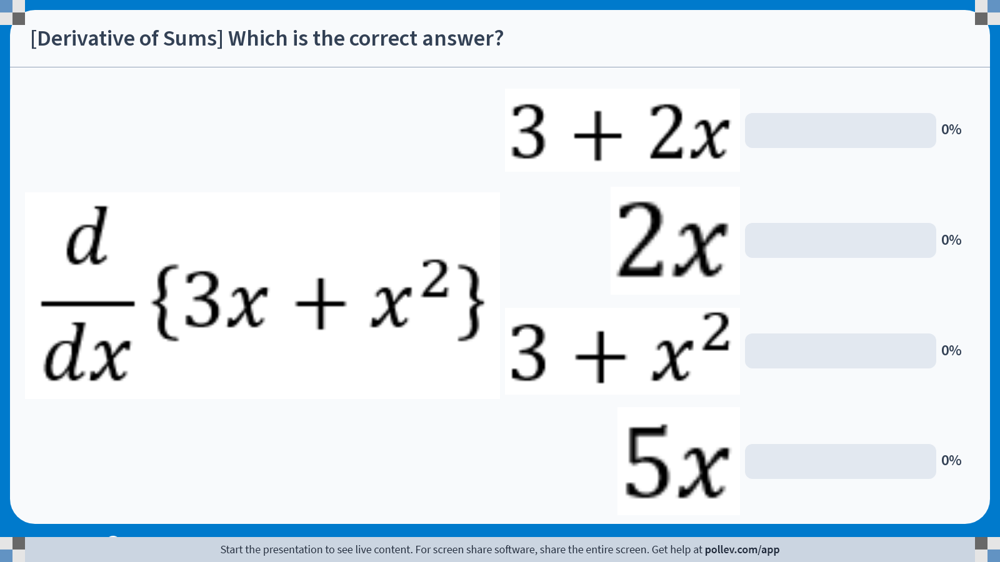 [Derivative of Sums] Which is the correct answer?
d/dx {3x + x²}
3 + 2x
0%
2x
0%
3 + x²
0%
5x
0%
Start the presentation to see live content. For screen share software, share the entire screen. Get help at pollev.com/app